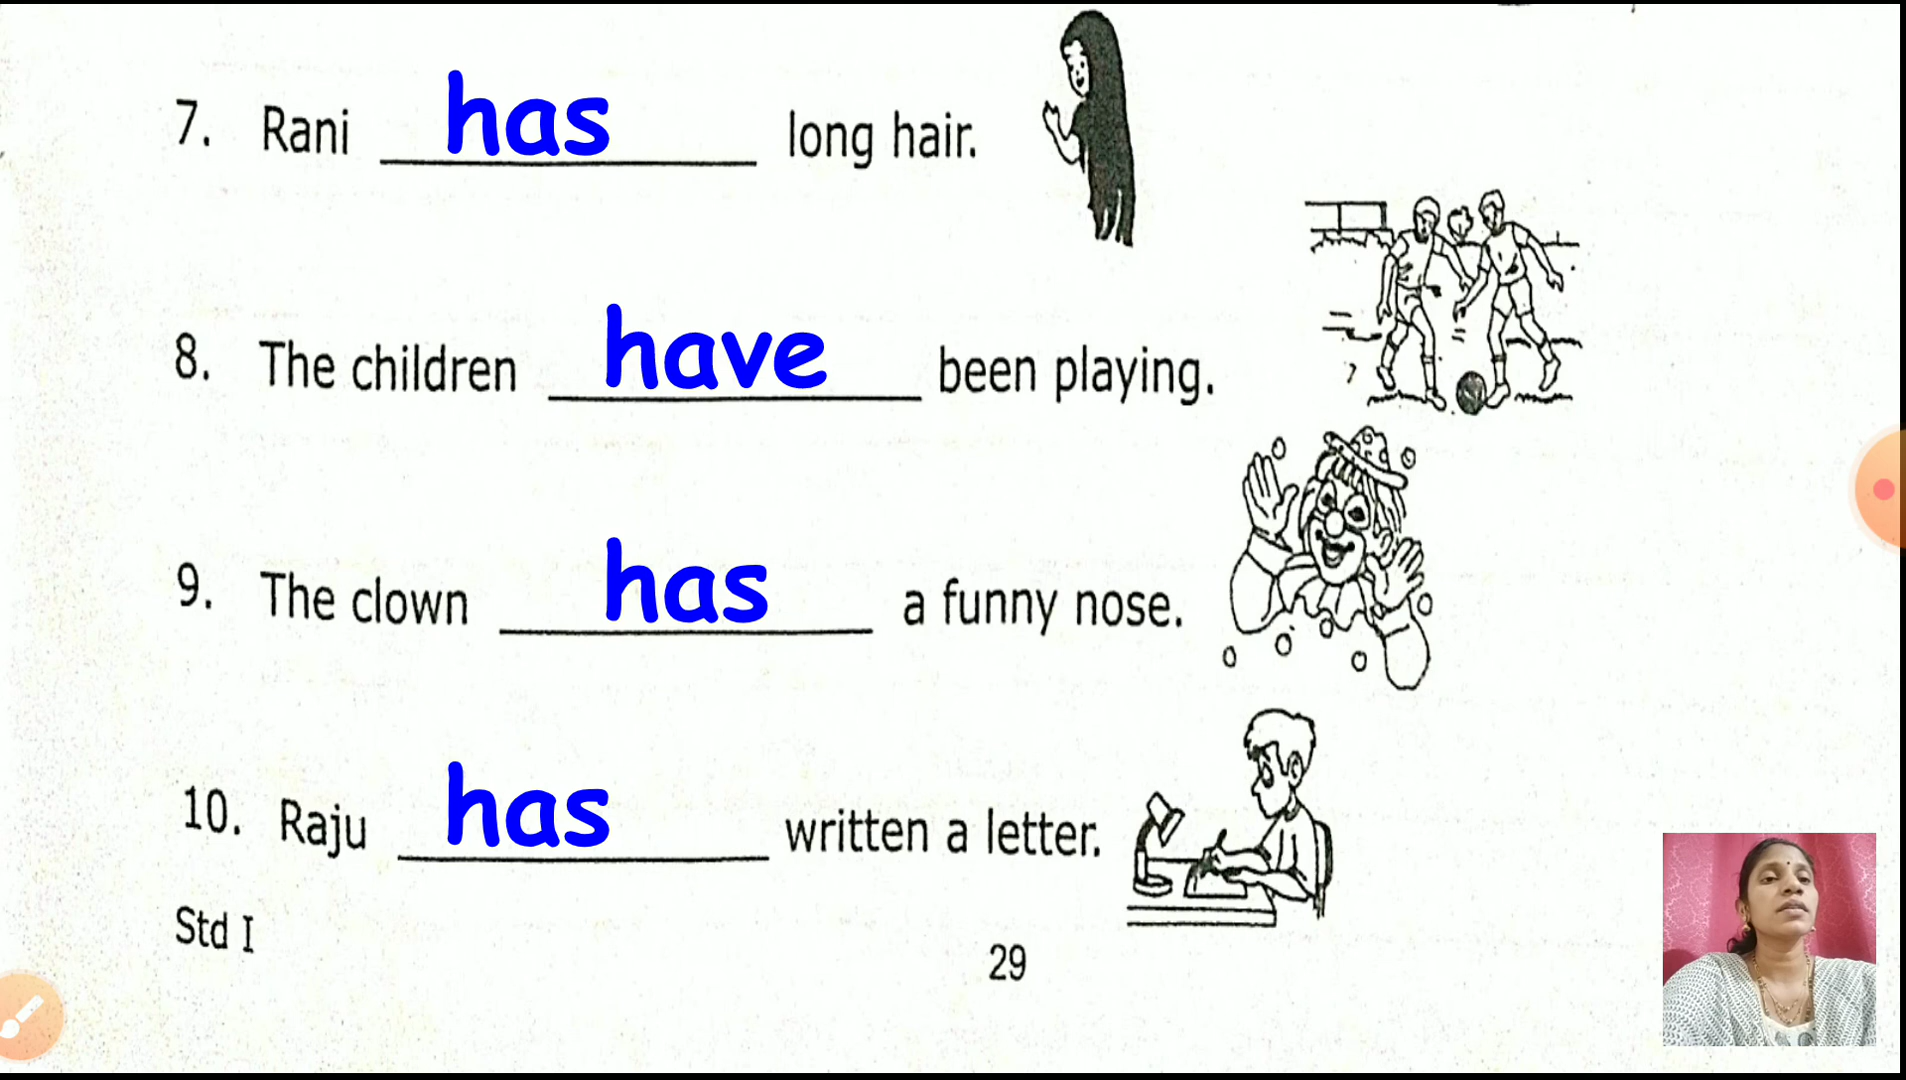 7. Rani has long hair.
8. The children have been playing.
9. The clown has a funny nose.
10. Raju has written a letter.
Std I
29